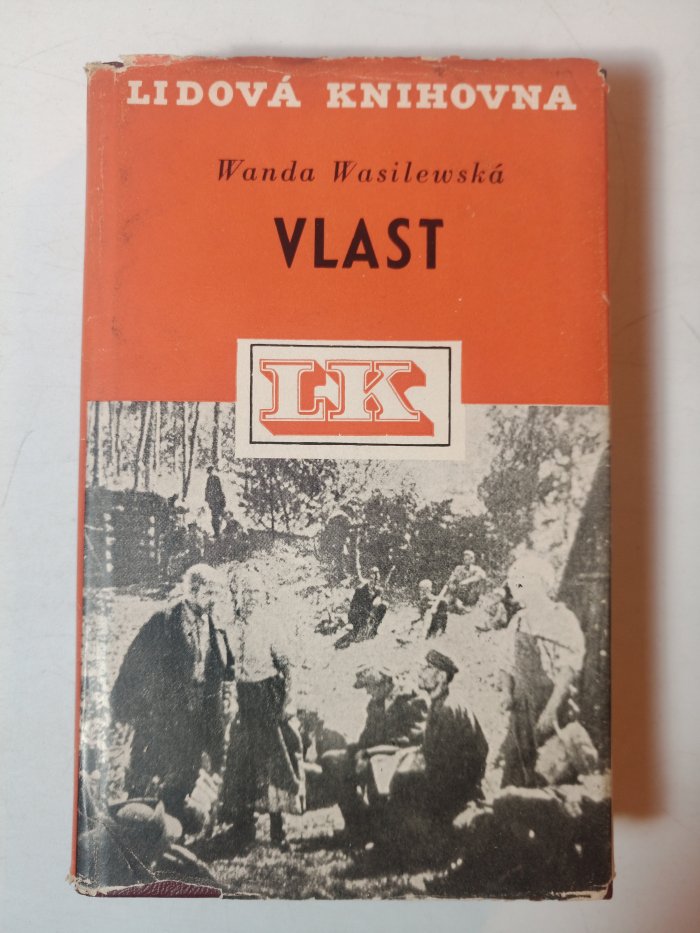 LIDOVÁ KNIHOVNA
Wanda Wasilewská
VLAST
LK